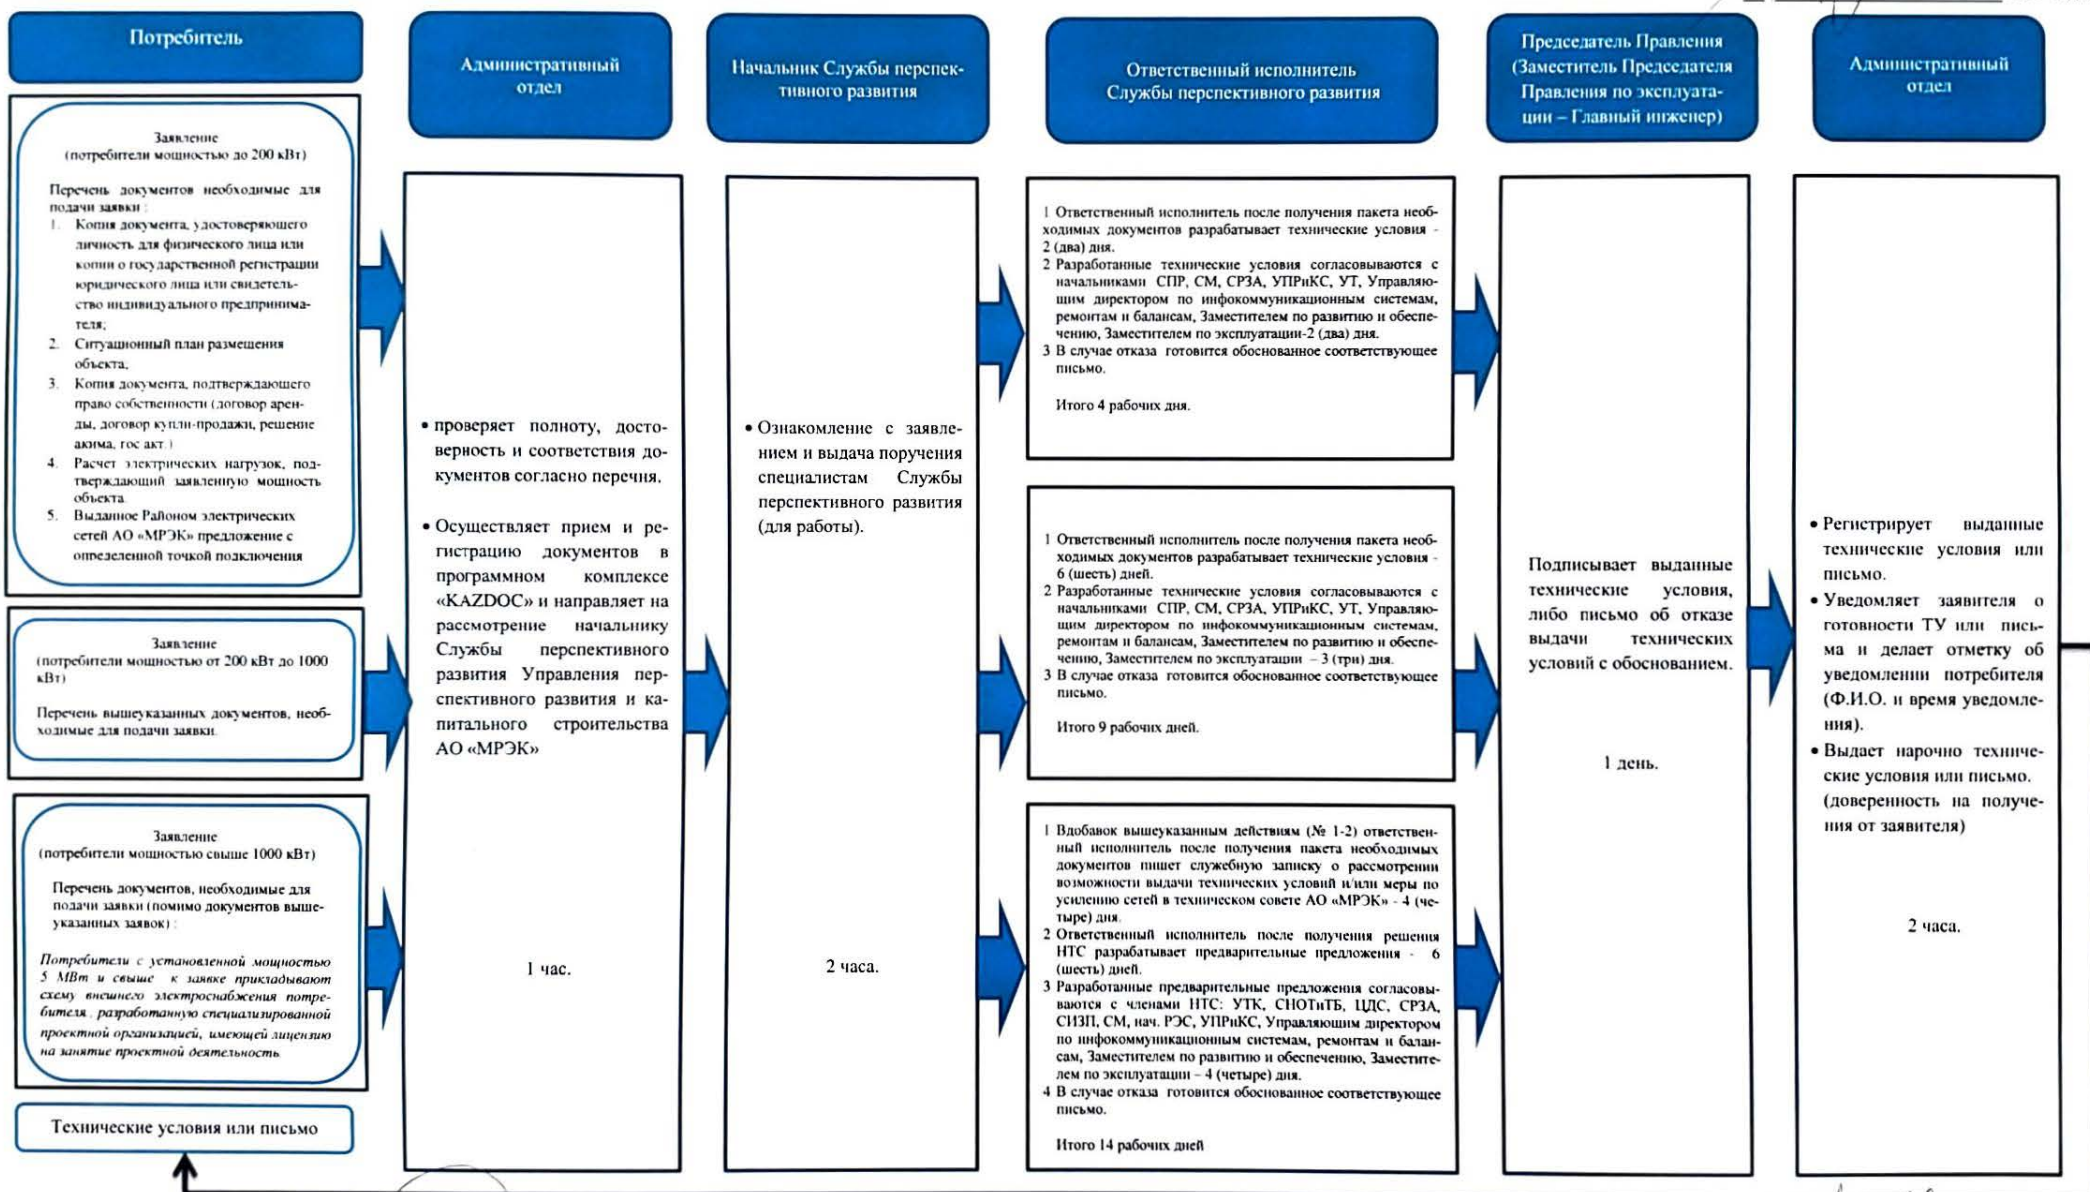 Потребитель
Административный
отдел
Начальник Службы перспек-
тивного развития
Ответственный исполнитель
Службы перспективного развития
Председатель Правления
(Заместитель Председателя
Правления по эксплуата-
ции – Главный инженер)
Административный
отдел
Заявление
(потребители мощностью до 200 кВт)
Перечень документов необходимые для
подачи заявки :
1. Копия документа, удостоверяющего
личность для физического лица или
копии о государственной регистрации
юридического лица или свидетель-
ство индивидуального предпринима-
теля;
2. Ситуационный план размещения
объекта;
3. Копия документа, подтверждающего
право собственности (договор арен-
ды, договор купли-продажи, решение
акима, гос акт.)
4. Расчет электрических нагрузок, под-
тверждающий заявленную мощность
объекта.
5. Выданное Районом электрических
сетей АО «МРЭК» предложение с
определенной точкой подключения
Заявление
(потребители мощностью от 200 кВт до 1000
кВт)
Перечень вышеуказанных документов, необ-
ходимые для подачи заявки.
Заявление
(потребители мощностью свыше 1000 кВт)
Перечень документов, необходимые для
подачи заявки (помимо документов выше-
указанных заявок) :
Потребители с установленной мощностью
5 МВт и свыше к заявке прикладывают
схему внешнего электроснабжения потре-
бителя, разработанную специализированной
проектной организацией, имеющей лицензию
на занятие проектной деятельность.
Технические условия или письмо
• проверяет полноту, досто-
верность и соответствия до-
кументов согласно перечня.
• Осуществляет прием и ре-
гистрацию документов в
программном комплексе
«KAZDOC» и направляет на
рассмотрение начальнику
Службы перспективного
развития Управления пер-
спективного развития и ка-
питального строительства
АО «МРЭК»
1 час.
• Ознакомление с заявле-
нием и выдача поручения
специалистам Службы
перспективного развития
(для работы).
2 часа.
1 Ответственный исполнитель после получения пакета необ-
ходимых документов разрабатывает технические условия -
2 (два) дня.
2 Разработанные технические условия согласовываются с
начальниками СПР, СМ, СРЗА, УПРиКС, УТ, Управляю-
щим директором по инфокоммуникационным системам,
ремонтам и балансам, Заместителем по развитию и обеспе-
чению, Заместителем по эксплуатации-2 (два) дня.
3 В случае отказа готовится обоснованное соответствующее
письмо.
Итого 4 рабочих дня.
1 Ответственный исполнитель после получения пакета необ-
ходимых документов разрабатывает технические условия -
6 (шесть) дней.
2 Разработанные технические условия согласовываются с
начальниками СПР, СМ, СРЗА, УПРиКС, УТ, Управляю-
щим директором по инфокоммуникационным системам,
ремонтам и балансам, Заместителем по развитию и обеспе-
чению, Заместителем по эксплуатации – 3 (три) дня.
3 В случае отказа готовится обоснованное соответствующее
письмо.
Итого 9 рабочих дней.
1 Вдобавок вышеуказанным действиям (№ 1-2) ответствен-
ный исполнитель после получения пакета необходимых
документов пишет служебную записку о рассмотрении
возможности выдачи технических условий и/или меры по
усилению сетей в техническом совете АО «МРЭК» - 4 (че-
тыре) дня.
2 Ответственный исполнитель после получения решения
НТС разрабатывает предварительные предложения - 6
(шесть) дней.
3 Разработанные предварительные предложения согласовы-
ваются с членами НТС: УТК, СНОТиТБ, ЦДС, СРЗА,
СИЗП, СМ, нач. РЭС, УПРиКС, Управляющим директором
по инфокоммуникационным системам, ремонтам и балан-
сам, Заместителем по развитию и обеспечению, Заместите-
лем по эксплуатации – 4 (четыре) дня.
4 В случае отказа готовится обоснованное соответствующее
письмо.
Итого 14 рабочих дней
Подписывает выданные
технические условия,
либо письмо об отказе
выдачи технических
условий с обоснованием.
1 день.
• Регистрирует выданные
технические условия или
письмо.
• Уведомляет заявителя о
готовности ТУ или пись-
ма и делает отметку об
уведомлении потребителя
(Ф.И.О. и время уведомле-
ния).
• Выдает нарочно техниче-
ские условия или письмо.
(доверенность на получе-
ния от заявителя)
2 часа.